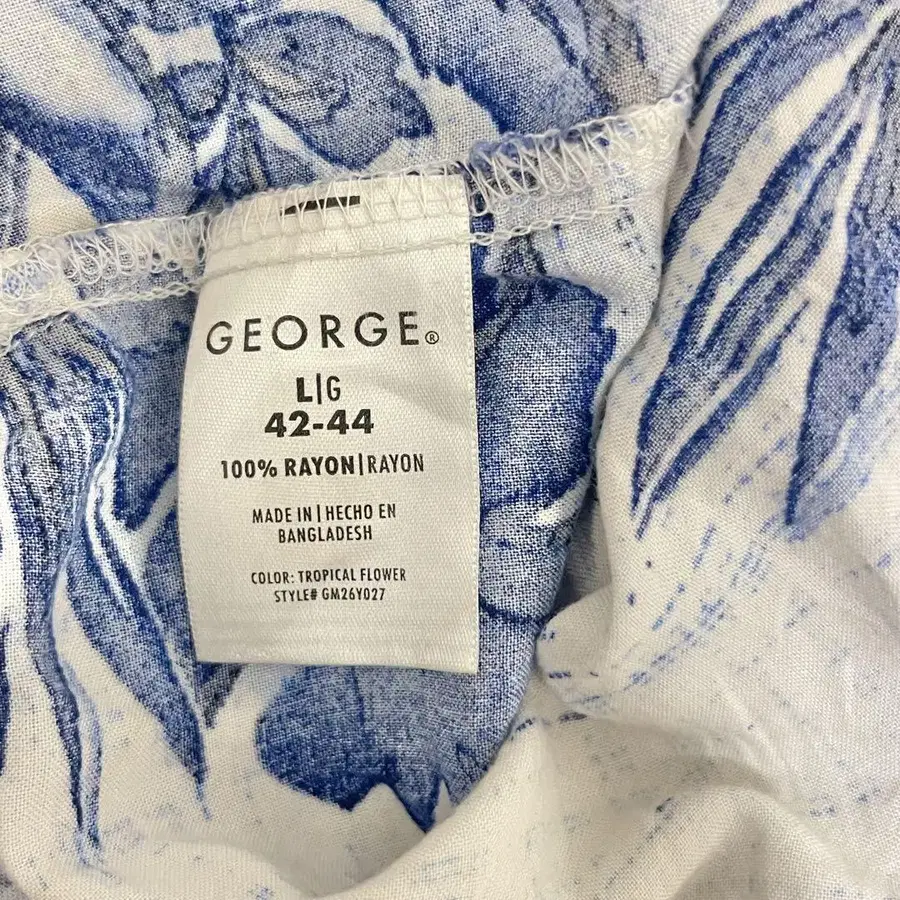 GEORGE®
L|G
42-44
100% RAYON|RAYON
MADE IN|HECHO EN
BANGLADESH
COLOR: TROPICAL FLOWER
STYLE# GM26Y027